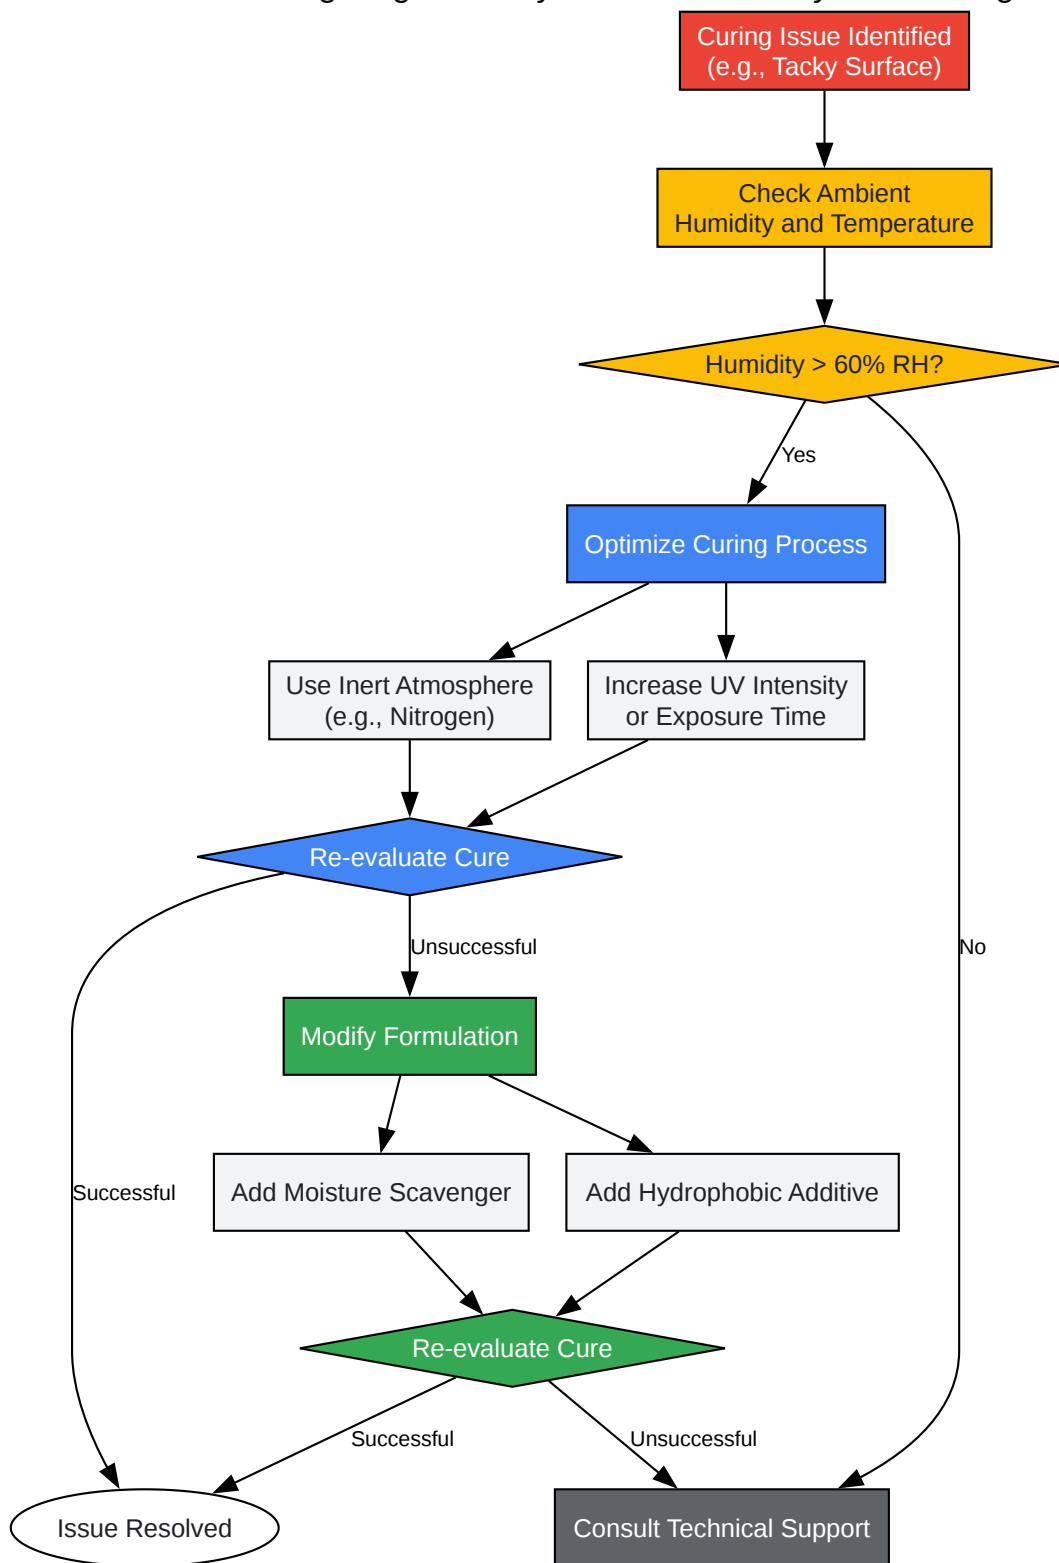 Curing Issue Identified
(e.g., Tacky Surface)
Check Ambient
Humidity and Temperature
Humidity > 60% RH?
Yes
Optimize Curing Process
Use Inert Atmosphere
(e.g., Nitrogen)
Increase UV Intensity
or Exposure Time
Re-evaluate Cure
Unsuccessful
No
Modify Formulation
Add Moisture Scavenger
Add Hydrophobic Additive
Successful
Re-evaluate Cure
Successful
Unsuccessful
Issue Resolved
Consult Technical Support